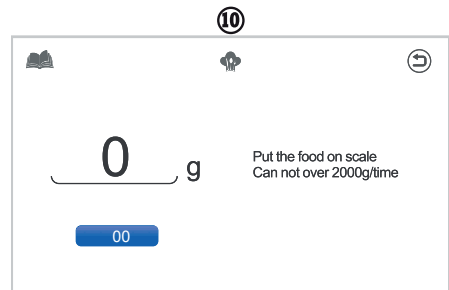 ⑩
0 g
Put the food on scale
Can not over 2000g/time
00